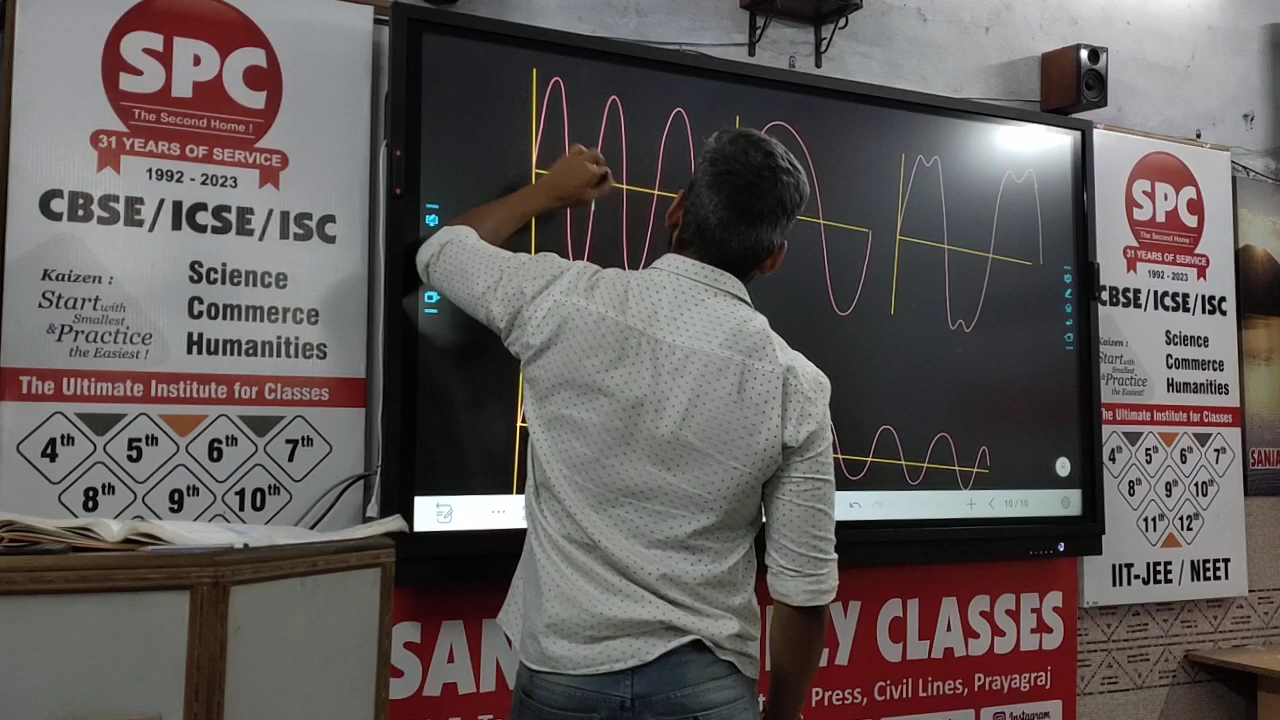 SPC
The Second Home !
31 YEARS OF SERVICE
1992 - 2023
CBSE/ICSE/ISC
Kaizen :
Start with
Smallest
& Practice
the Easiest !
Science
Commerce
Humanities
The Ultimate Institute for Classes
4th 5th 6th 7th
8th 9th 10th
10/10
SPC
The Second Home !
31 YEARS OF SERVICE
1992 - 2023
CBSE/ICSE/ISC
Kaizen :
Start with
Smallest
& Practice
the Easiest!
Science
Commerce
Humanities
The Ultimate Institute for Classes
4th 5th 6th 7th
8th 9th 10th
11th 12th
IIT-JEE / NEET
CLASSES
Press, Civil Lines, Prayagraj
Instagram